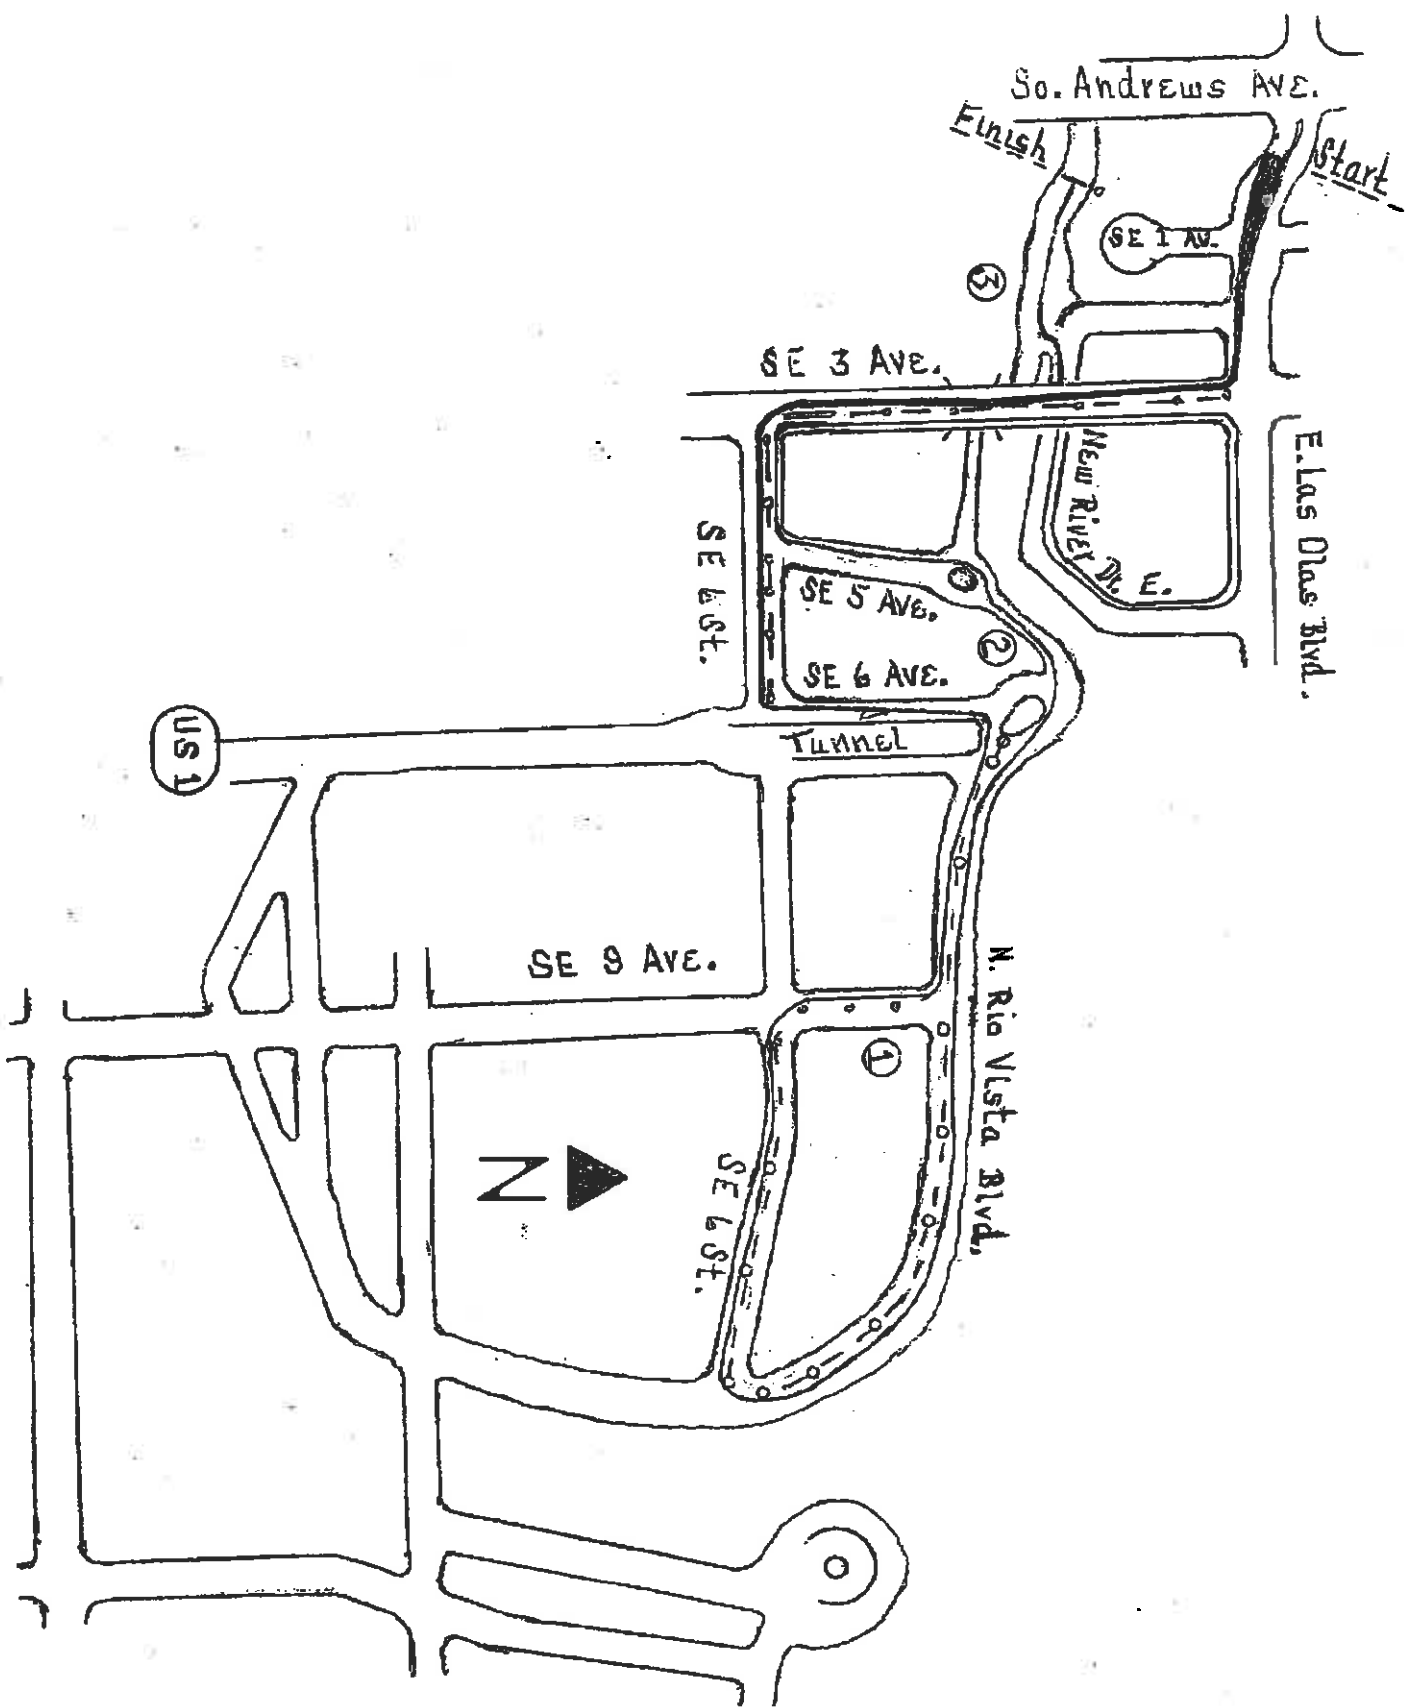 So. Andrews AVE.
Finish
Start
SE 1 AV.
3
SE 3 AVE.
New River Dr. E.
E. Las Olas Blvd.
SE 6 St.
SE 5 AVE.
2
SE 6 AVE.
Tunnel
US 1
SE 9 AVE.
N. Rio Vista Blvd.
1
N
SE 6 St.